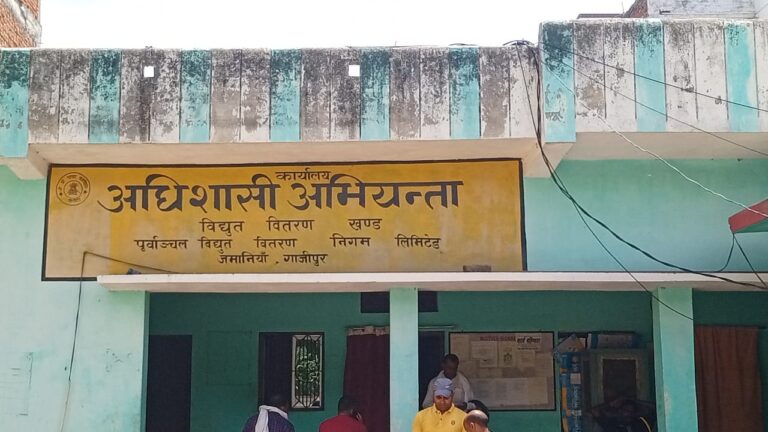 कार्यालय
अधिशासी अभियन्ता
विद्युत वितरण खण्ड
पूर्वाञ्चल विद्युत वितरण निगम लिमिटेड
जमानियाँ . गाजीपुर